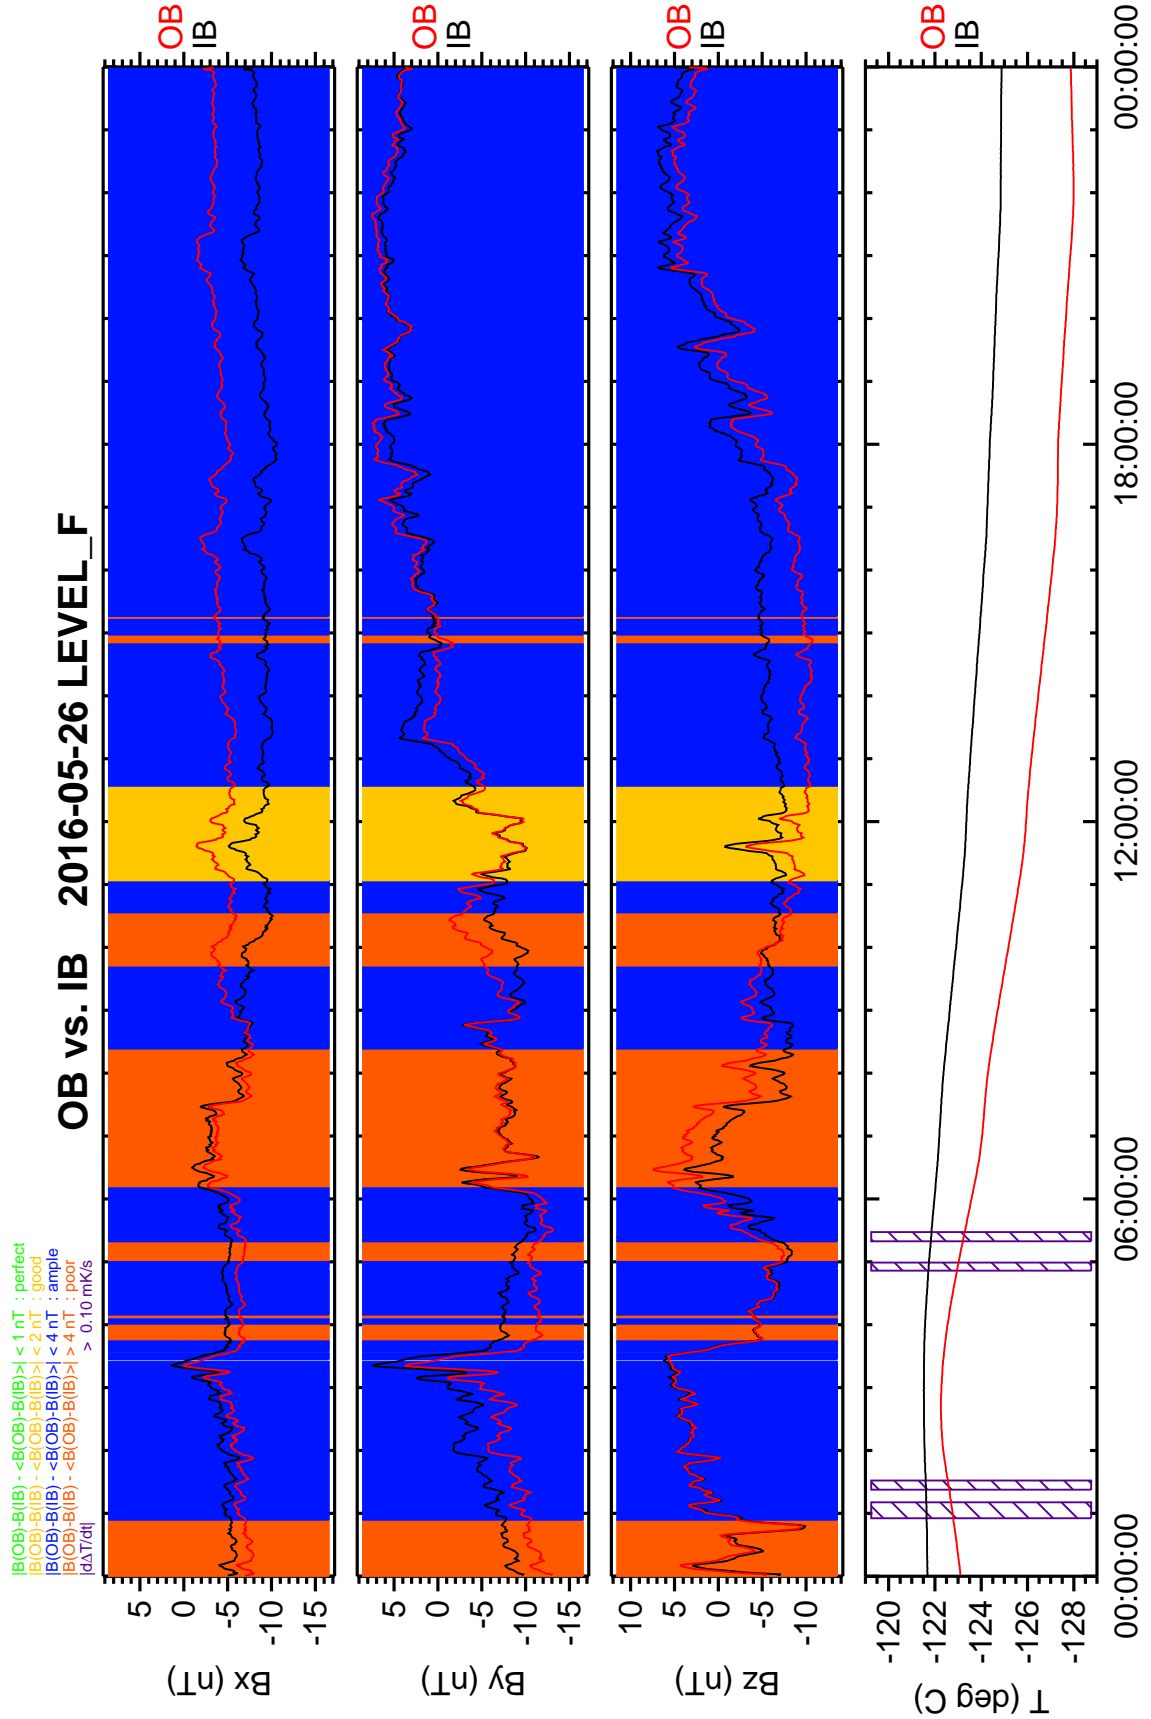 OB vs. IB    2016-05-26 LEVEL_F
|B(OB)-B(IB) - <B(OB)-B(IB)>| < 1 nT : perfect
|B(OB)-B(IB) - <B(OB)-B(IB)>| < 2 nT : good
|B(OB)-B(IB) - <B(OB)-B(IB)>| < 4 nT : ample
|B(OB)-B(IB) - <B(OB)-B(IB)>| > 4 nT : poor
|dΔT/dt| > 0.10 mK/s
Bx (nT)
5
0
-5
-10
-15
OB
IB
By (nT)
5
0
-5
-10
-15
OB
IB
Bz (nT)
10
5
0
-5
-10
OB
IB
T (deg C)
-120
-122
-124
-126
-128
OB
IB
00:00:00 06:00:00 12:00:00 18:00:00 00:00:00